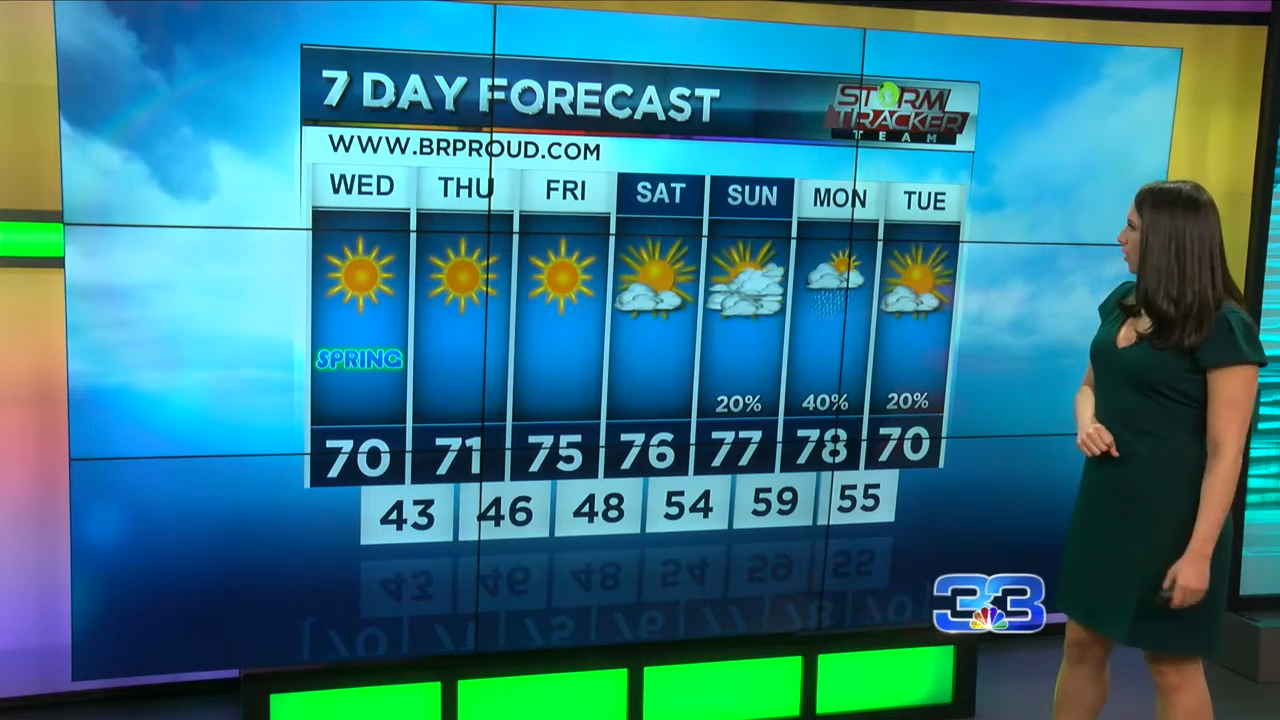 7 DAY FORECAST
STORM
TRACKER
TEAM
WWW.BRPROUD.COM
WED THU FRI SAT SUN MON TUE
SPRING
20% 40% 20%
70 71 75 76 77 78 70
43 46 48 54 59 55
33